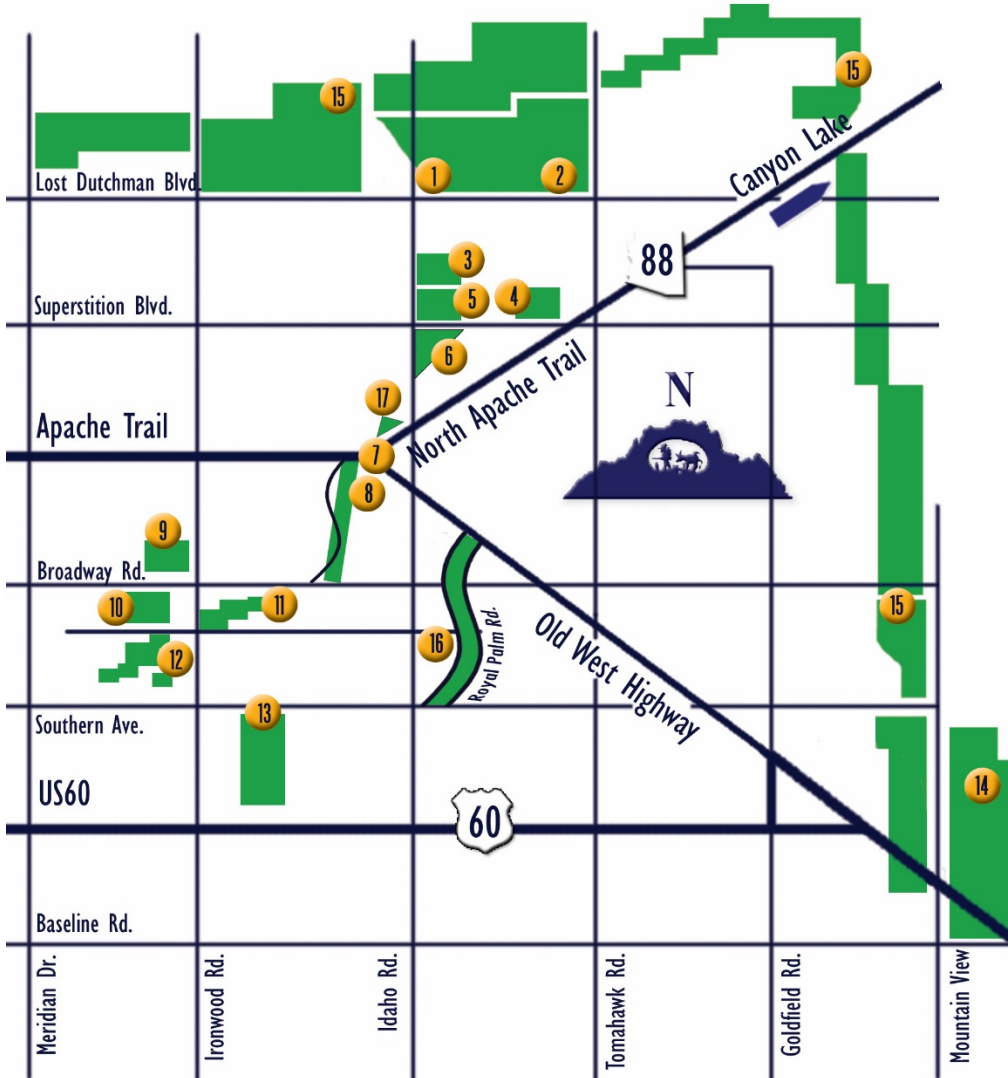 15
15
1
2
Lost Dutchman Blvd.
Canyon Lake
3
88
Superstition Blvd.
5
4
6
North Apache Trail
N
17
Apache Trail
7
8
9
Broadway Rd.
10
11
15
12
16
Royal Palm Rd.
Old West Highway
13
Southern Ave.
14
US60
60
Baseline Rd.
Meridian Dr.
Ironwood Rd.
Idaho Rd.
Tomahawk Rd.
Goldfield Rd.
Mountain View